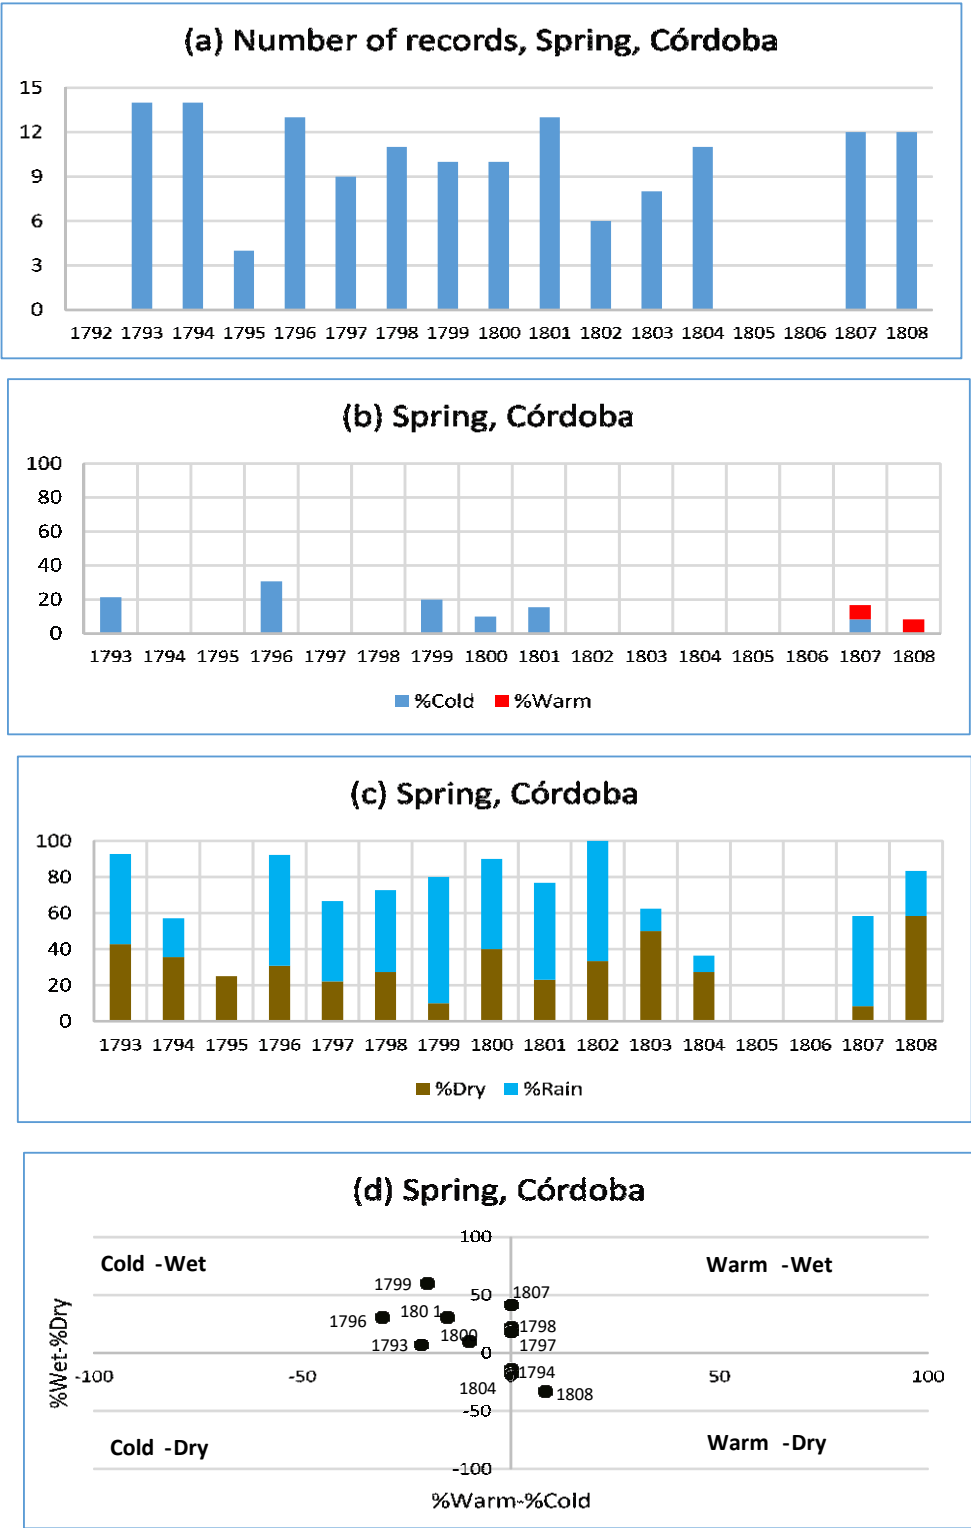 (a) Number of records, Spring, Córdoba
15
12
9
6
3
0
1792 1793 1794 1795 1796 1797 1798 1799 1800 1801 1802 1803 1804 1805 1806 1807 1808
(b) Spring, Córdoba
100
80
60
40
20
0
1793 1794 1795 1796 1797 1798 1799 1800 1801 1802 1803 1804 1805 1806 1807 1808
%Cold %Warm
(c) Spring, Córdoba
100
80
60
40
20
0
1793 1794 1795 1796 1797 1798 1799 1800 1801 1802 1803 1804 1805 1806 1807 1808
%Dry %Rain
(d) Spring, Córdoba
100
Cold -Wet Warm -Wet
1799
1807
50
180 1
1796
1798
1800
1793
1797
0
%Wet-%Dry
-100 -50 0 50 100
1794
1804
1808
-50
Cold -Dry Warm -Dry
-100
%Warm-%Cold